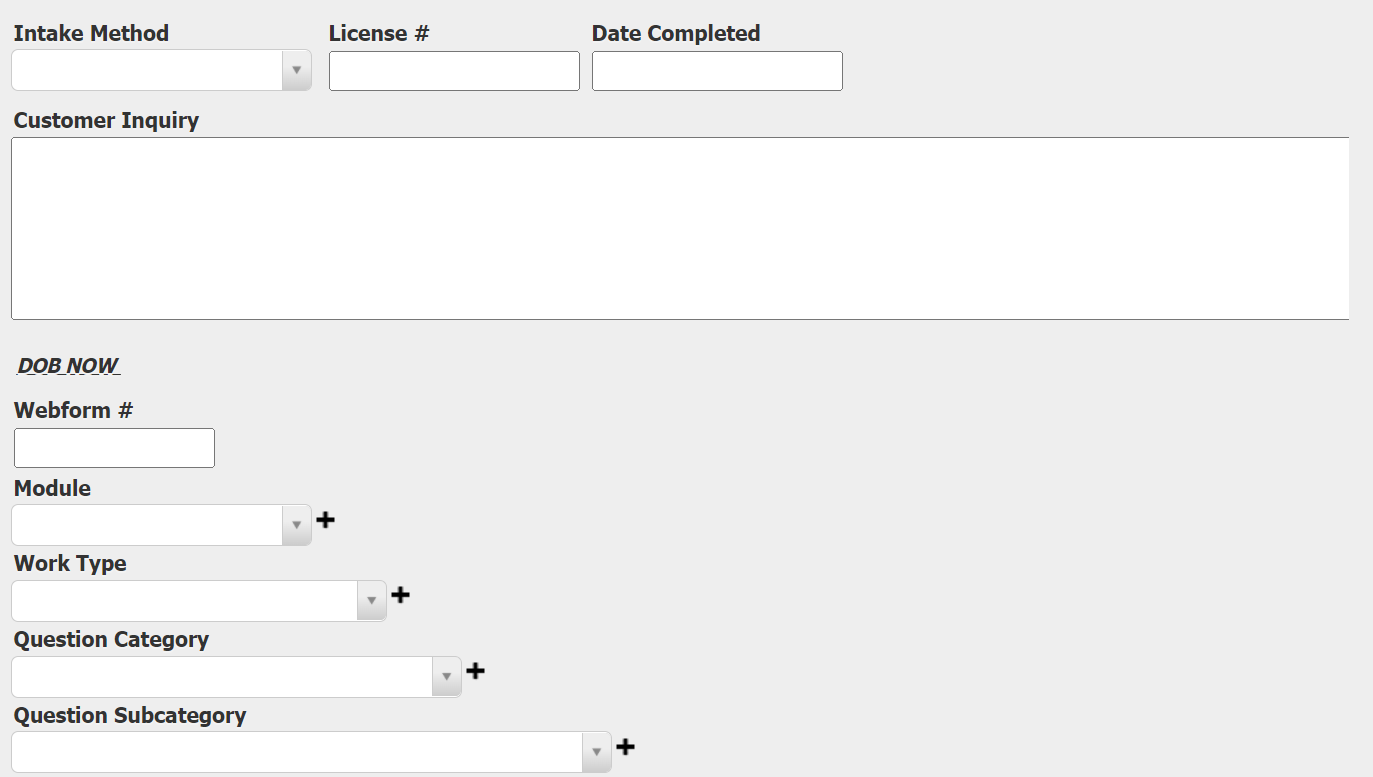 Intake Method License # Date Completed
Customer Inquiry
DOB NOW
Webform #
Module
Work Type
Question Category
Question Subcategory